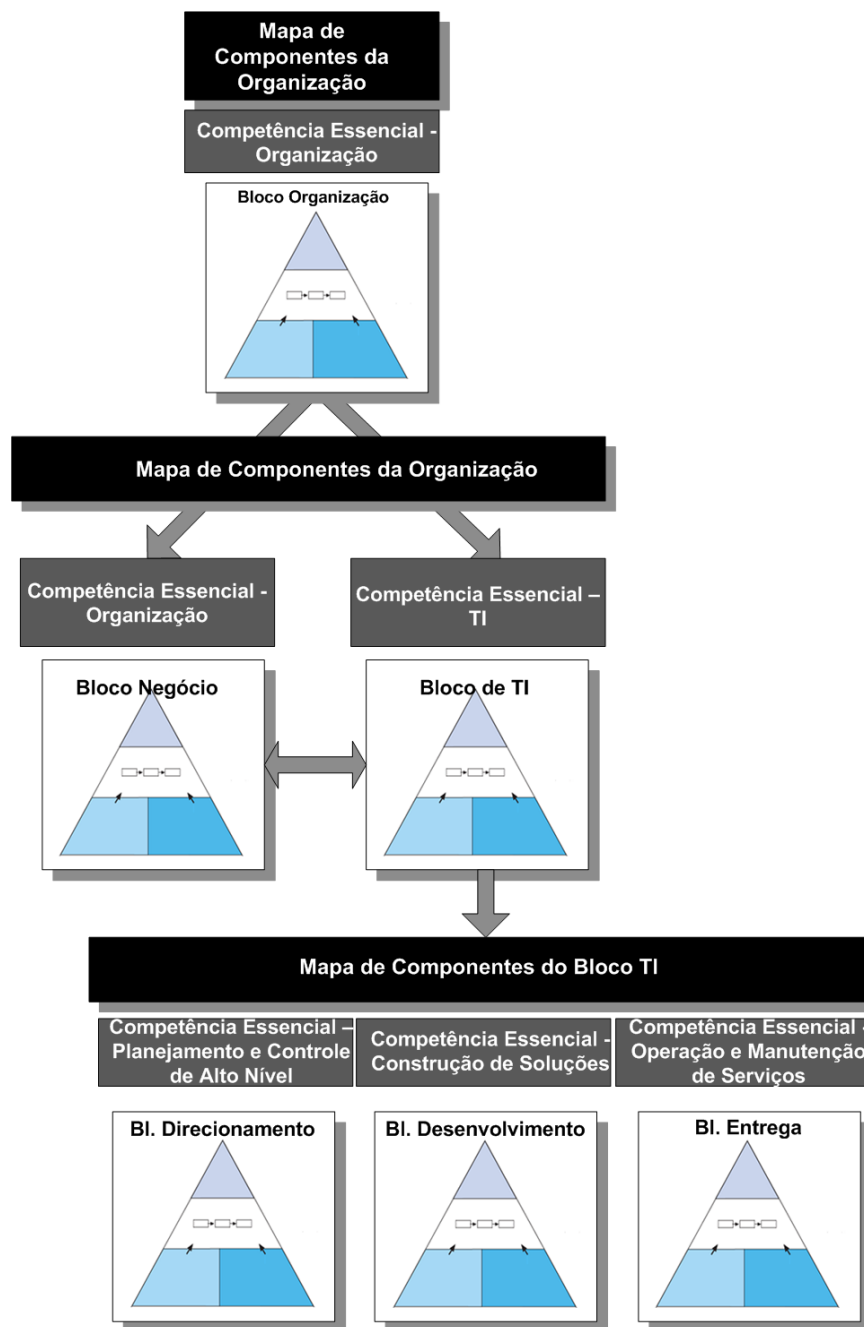 Mapa de
Componentes da
Organização
Competência Essencial -
Organização
Bloco Organização
Mapa de Componentes da Organização
Competência Essencial -
Organização
Competência Essencial –
TI
Bloco Negócio
Bloco de TI
Mapa de Componentes do Bloco TI
Competência Essencial –
Planejamento e Controle
de Alto Nível
Competência Essencial -
Construção de Soluções
Competência Essencial -
Operação e Manutenção
de Serviços
Bl. Direcionamento
Bl. Desenvolvimento
Bl. Entrega